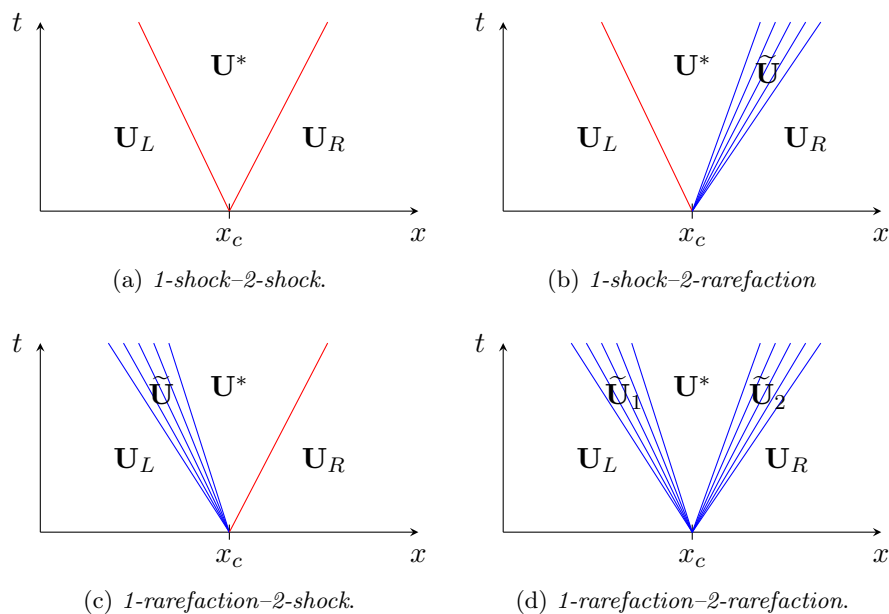 t
U*
U_L
U_R
x_c
x
(a) 1-shock–2-shock.
t
U*
Ũ
U_L
U_R
x_c
x
(b) 1-shock–2-rarefaction
t
Ũ
U*
U_L
U_R
x_c
x
(c) 1-rarefaction–2-shock.
t
Ũ_1
U*
Ũ_2
U_L
U_R
x_c
x
(d) 1-rarefaction–2-rarefaction.